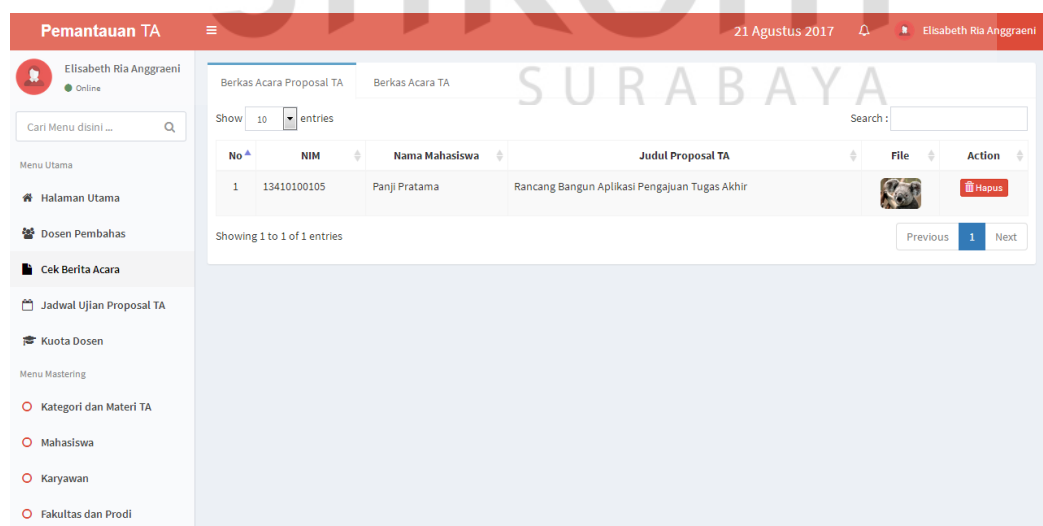 Pemantauan TA
21 Agustus 2017
Elisabeth Ria Anggraeni
Elisabeth Ria Anggraeni
Online
Cari Menu disini ...
Menu Utama
Halaman Utama
Dosen Pembahas
Cek Berita Acara
Jadwal Ujian Proposal TA
Kuota Dosen
Menu Mastering
Kategori dan Materi TA
Mahasiswa
Karyawan
Fakultas dan Prodi
SURABAYA
Berkas Acara Proposal TA Berkas Acara TA
Show 10 entries Search :
No NIM Nama Mahasiswa Judul Proposal TA File Action
1 13410100105 Panji Pratama Rancang Bangun Aplikasi Pengajuan Tugas Akhir Hapus
Showing 1 to 1 of 1 entries Previous 1 Next